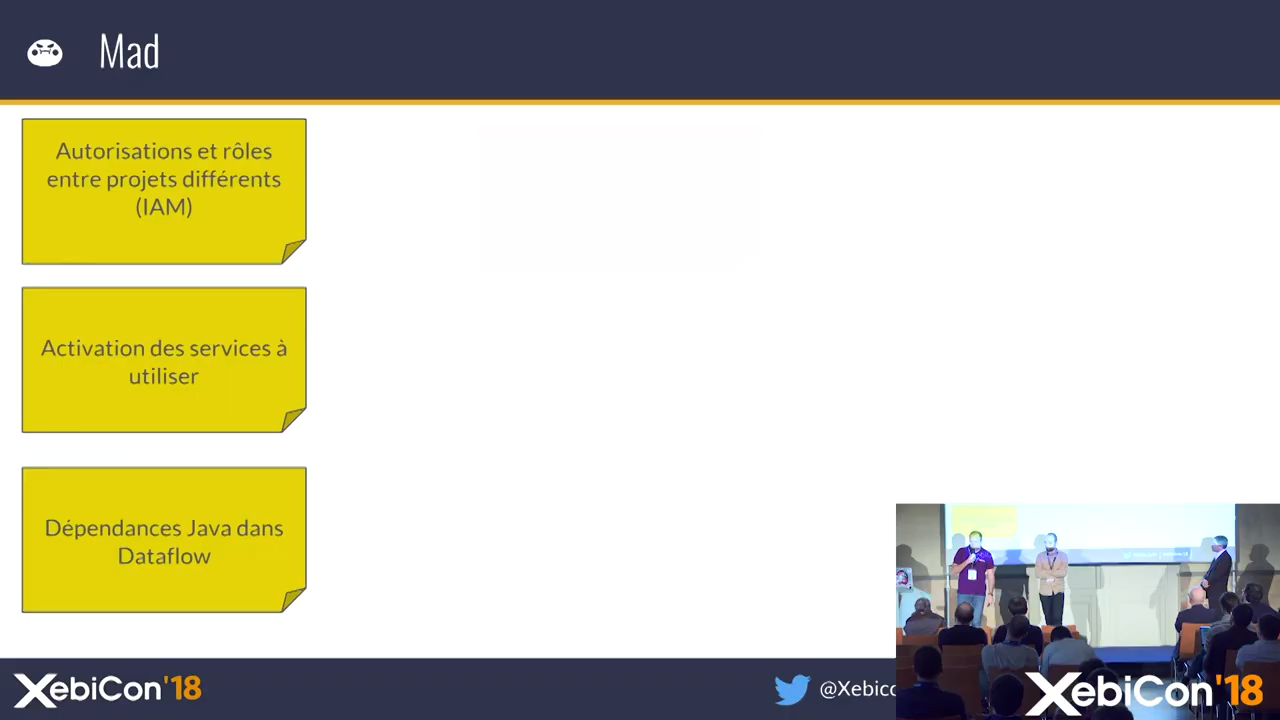 Mad
Autorisations et rôles
entre projets différents
(IAM)
Activation des services à
utiliser
Dépendances Java dans
Dataflow
XebiCon'18
@Xebico
XebiCon'18